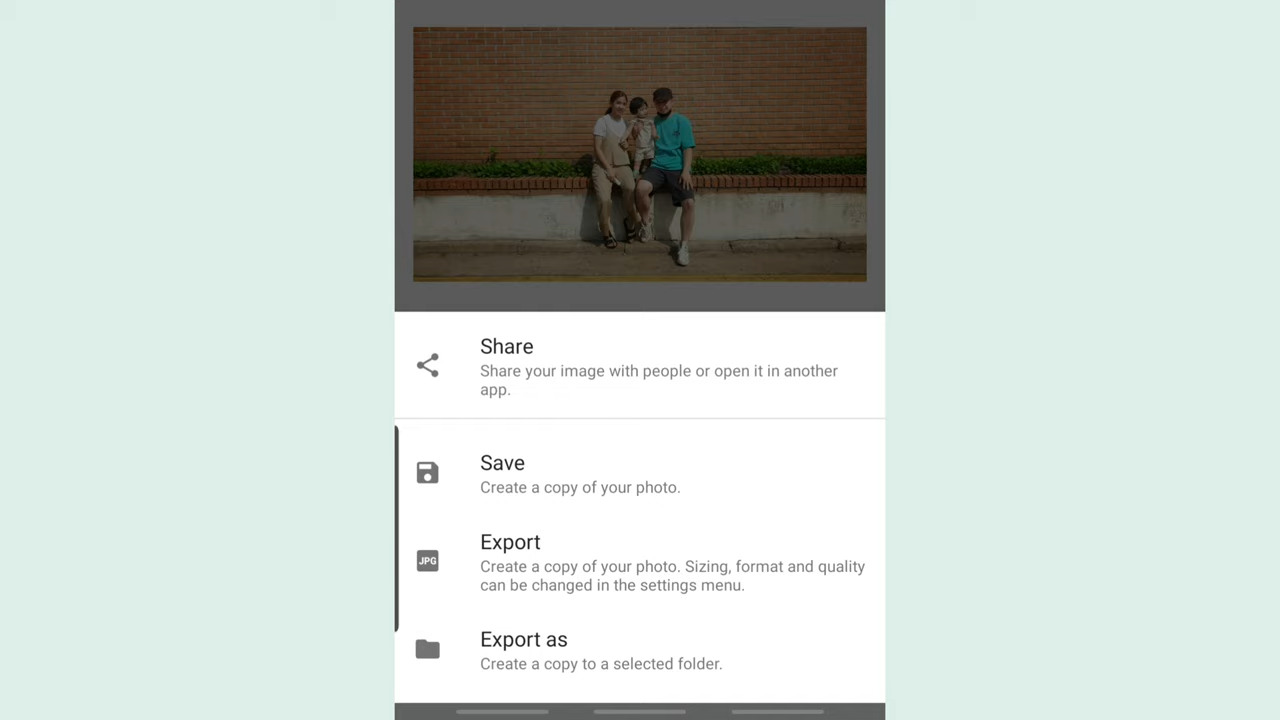 Share
Share your image with people or open it in another
app.
Save
Create a copy of your photo.
JPG
Export
Create a copy of your photo. Sizing, format and quality
can be changed in the settings menu.
Export as
Create a copy to a selected folder.